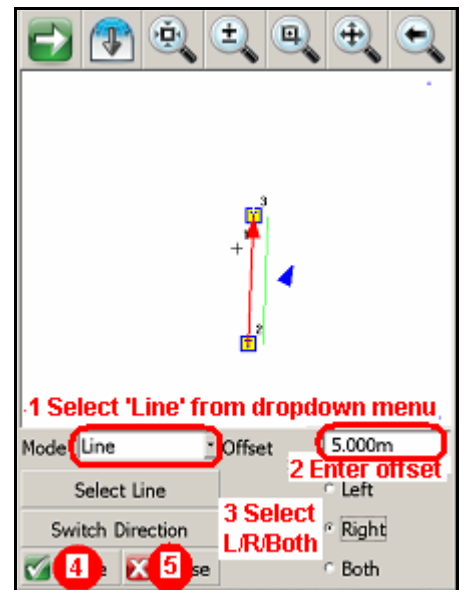 3
1
2
1 Select 'Line' from dropdown menu
Mode Line Offset 5.000m
2 Enter offset
Select Line Left
3 Select
L/R/Both
Switch Direction Right
4 5 Both